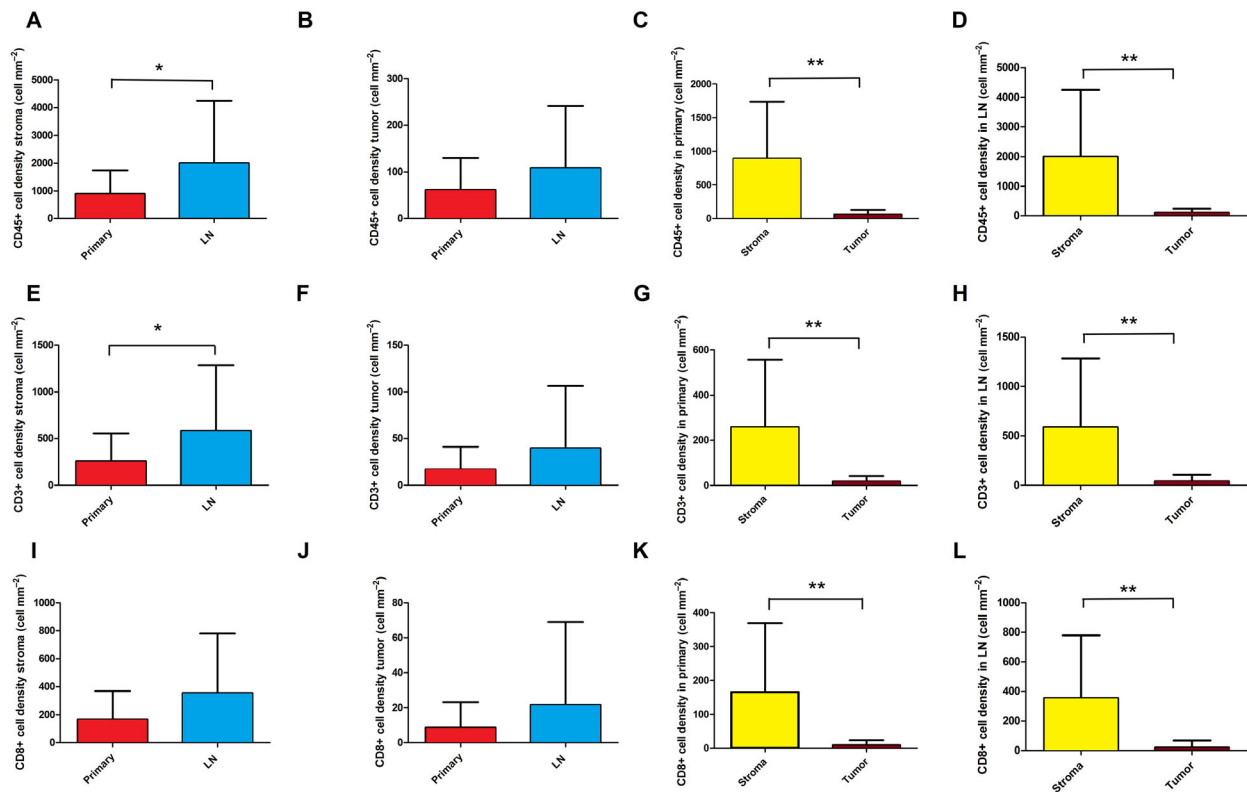 A
CD45+ cell density stroma (cell mm−2)
5000
4000
3000
2000
1000
0
*
Primary
LN
B
CD45+ cell density tumor (cell mm−2)
300
200
100
0
Primary
LN
C
CD45+ cell density in primary (cell mm−2)
2000
1500
1000
500
0
**
Stroma
Tumor
D
CD45+ cell density in LN (cell mm−2)
5000
4000
3000
2000
1000
0
**
Stroma
Tumor
E
CD3+ cell density stroma (cell mm−2)
1500
1000
500
0
*
Primary
LN
F
CD3+ cell density tumor (cell mm−2)
150
100
50
0
Primary
LN
G
CD3+ cell density in primary (cell mm−2)
600
400
200
0
**
Stroma
Tumor
H
CD3+ cell density in LN (cell mm−2)
1500
1000
500
0
**
Stroma
Tumor
I
CD8+ cell density stroma (cell mm−2)
1000
800
600
400
200
0
Primary
LN
J
CD8+ cell density tumor (cell mm−2)
80
60
40
20
0
Primary
LN
K
CD8+ cell density in primary (cell mm−2)
400
300
200
100
0
**
Stroma
Tumor
L
CD8+ cell density in LN (cell mm−2)
1000
800
600
400
200
0
**
Stroma
Tumor